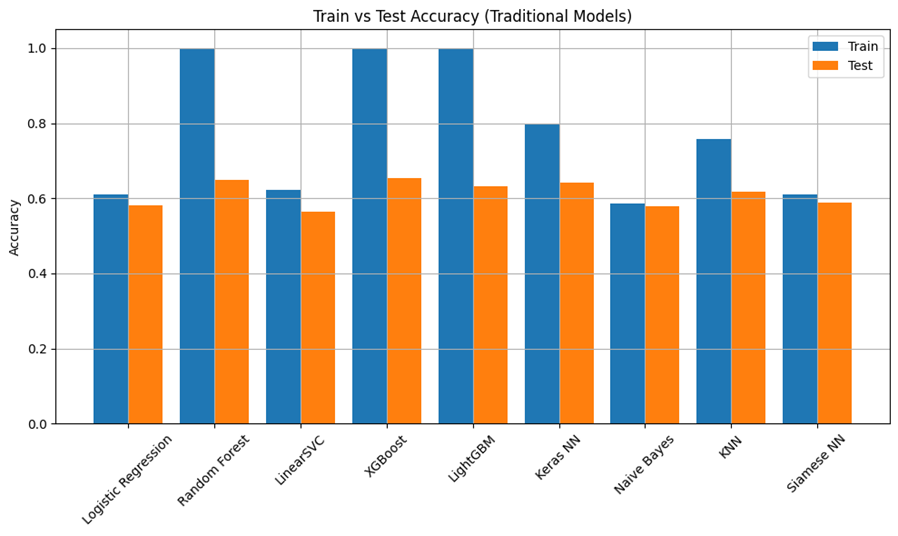 Train vs Test Accuracy (Traditional Models)
Train
Test
Accuracy
1.0
0.8
0.6
0.4
0.2
0.0
Logistic Regression
Random Forest
LinearSVC
XGBoost
LightGBM
Keras NN
Naive Bayes
KNN
Siamese NN